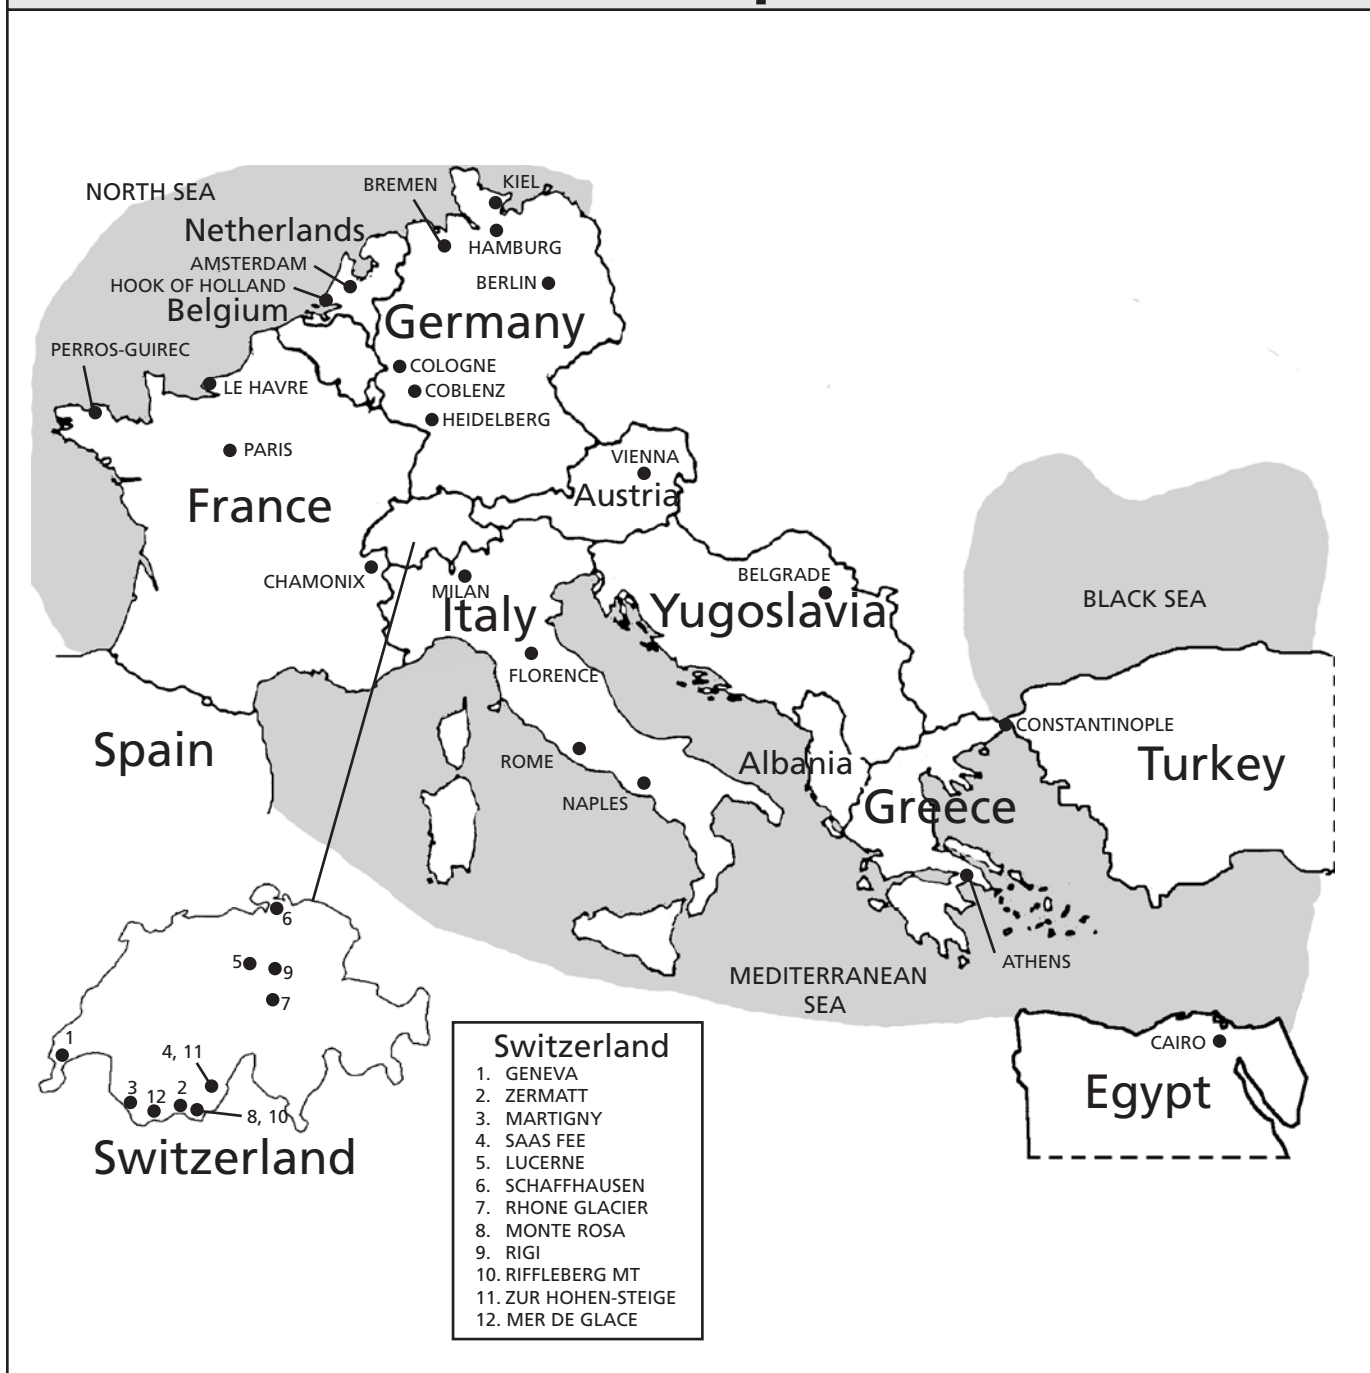 NORTH SEA
BREMEN
KIEL
Netherlands
HAMBURG
AMSTERDAM
HOOK OF HOLLAND
BERLIN
Belgium
Germany
PERROS-GUIREC
COLOGNE
LE HAVRE
COBLENZ
HEIDELBERG
PARIS
VIENNA
France
Austria
CHAMONIX
MILAN
Italy
BELGRADE
Yugoslavia
BLACK SEA
FLORENCE
Spain
CONSTANTINOPLE
ROME
Albania
Turkey
NAPLES
Greece
6
5
9
7
ATHENS
MEDITERRANEAN
SEA
1
4, 11
3
12
2
8, 10
Switzerland
CAIRO
Egypt
Switzerland
1. GENEVA
2. ZERMATT
3. MARTIGNY
4. SAAS FEE
5. LUCERNE
6. SCHAFFHAUSEN
7. RHONE GLACIER
8. MONTE ROSA
9. RIGI
10. RIFFLEBERG MT
11. ZUR HOHEN-STEIGE
12. MER DE GLACE